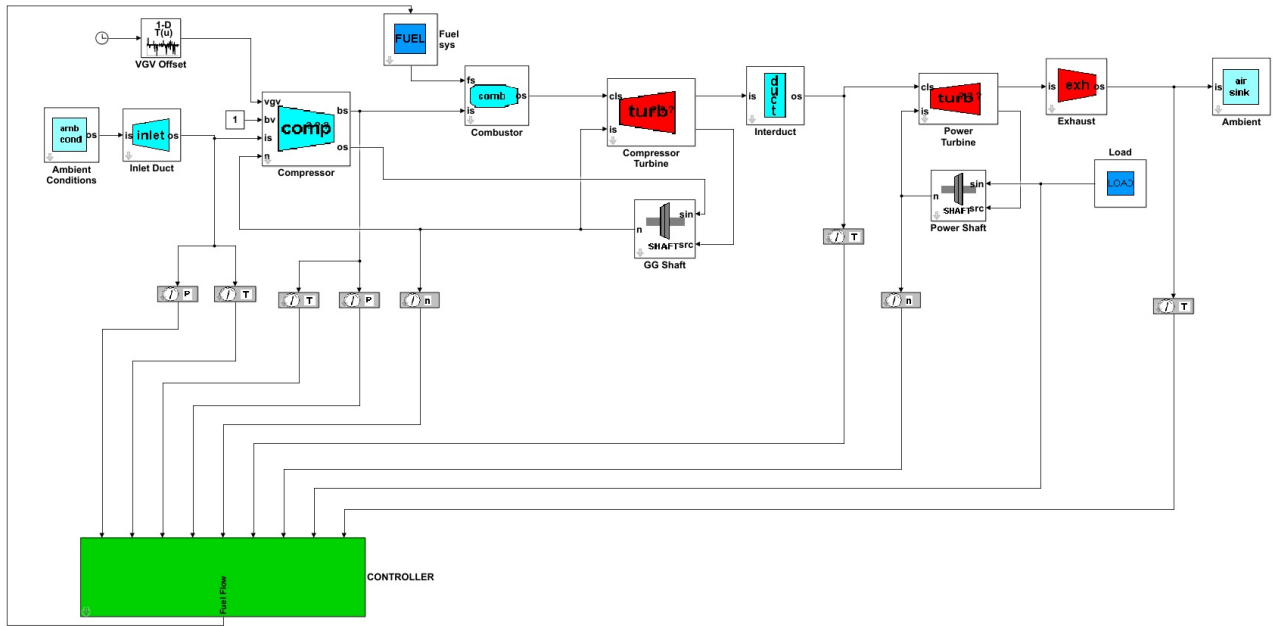 1-D
T(u)
VGV Offset
FUEL
Fuel
sys
amb
cond
os
Ambient
Conditions
is
inlet
os
Inlet Duct
1
vgv
bv
is
n
comp
bs
os
Compressor
fs
is
comb
os
Combustor
cls
is
turb
Compressor
Turbine
is
duct
os
Interduct
cls
is
turb
Power
Turbine
is
exh
os
Exhaust
is
air
sink
Ambient
Load
LOAD
n
sin
src
SHAFT
Power Shaft
n
sin
src
SHAFT
GG Shaft
T
P
T
T
P
n
n
T
CONTROLLER
Fuel Flow